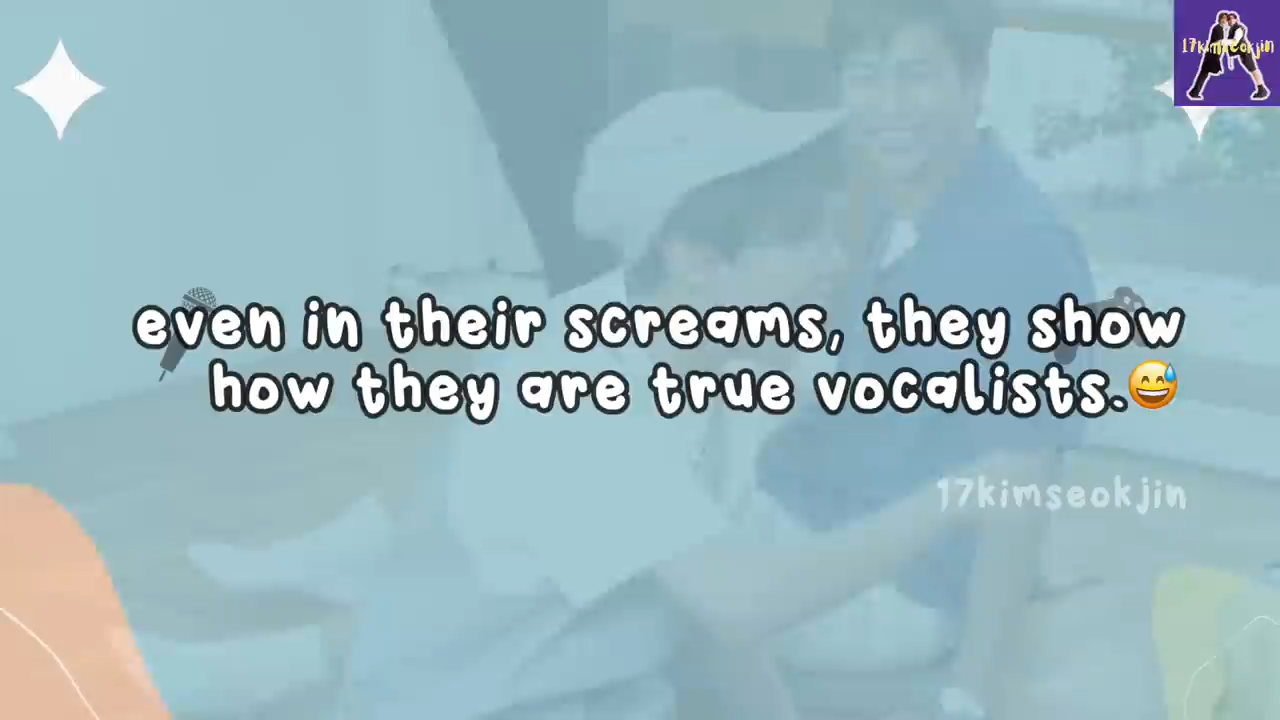 17kimseokjin
even in their screams, they show
how they are true vocalists.😅
17kimseokjin